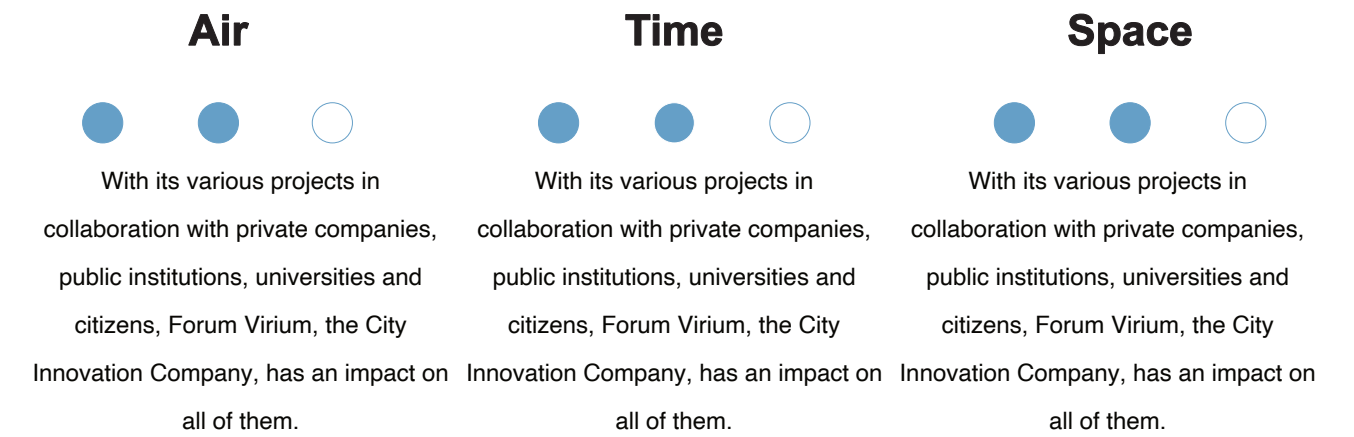 Air
With its various projects in
collaboration with private companies,
public institutions, universities and
citizens, Forum Virium, the City
Innovation Company, has an impact on
all of them.
Time
With its various projects in
collaboration with private companies,
public institutions, universities and
citizens, Forum Virium, the City
Innovation Company, has an impact on
all of them.
Space
With its various projects in
collaboration with private companies,
public institutions, universities and
citizens, Forum Virium, the City
Innovation Company, has an impact on
all of them.